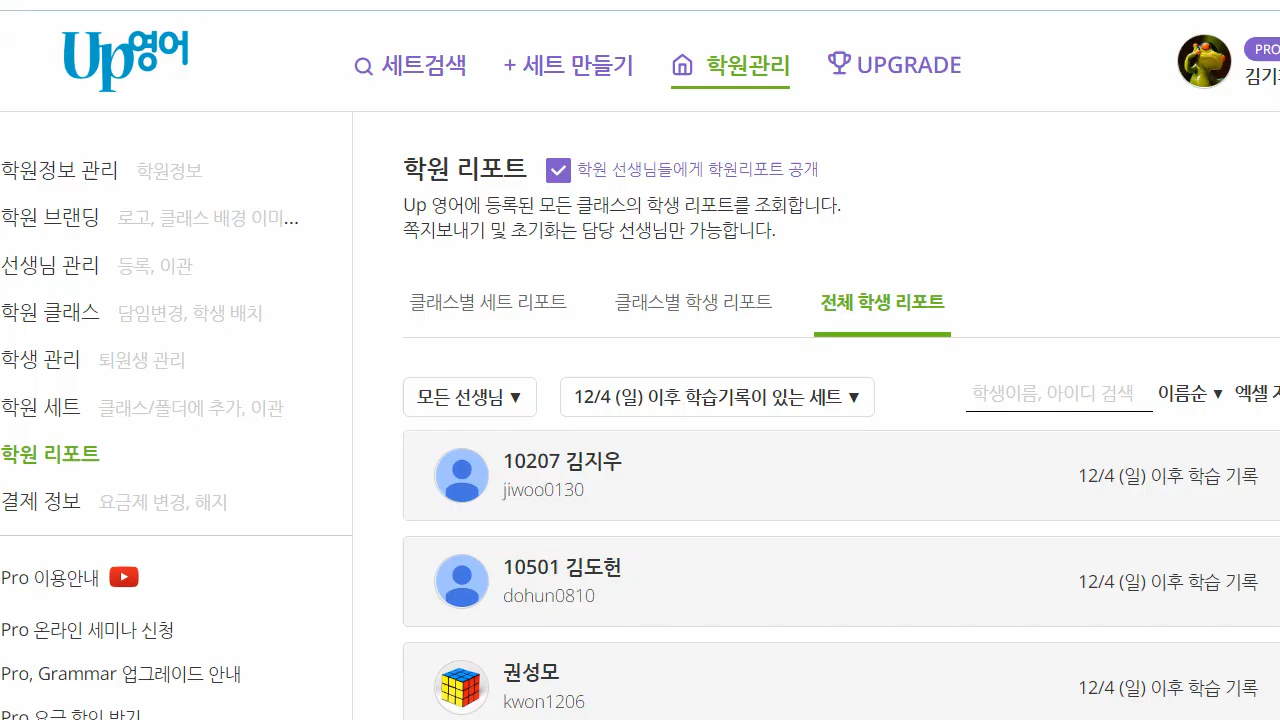 Up영어
세트검색
+ 세트 만들기
학원관리
UPGRADE
PRO
학원정보 관리 학원정보
학원 브랜딩 로고, 클래스 배경 이미...
선생님 관리 등록, 이관
학원 클래스 담임변경, 학생 배치
학생 관리 퇴원생 관리
학원 세트 클래스/폴더에 추가, 이관
학원 리포트
결제 정보 요금제 변경, 해지
Pro 이용안내
Pro 온라인 세미나 신청
Pro, Grammar 업그레이드 안내
Pro 요금 할인 받기
학원 리포트 학원 선생님들에게 학원리포트 공개
Up 영어에 등록된 모든 클래스의 학생 리포트를 조회합니다.
쪽지보내기 및 초기화는 담당 선생님만 가능합니다.
클래스별 세트 리포트 클래스별 학생 리포트 전체 학생 리포트
모든 선생님 ▼ 12/4 (일) 이후 학습기록이 있는 세트 ▼ 학생이름, 아이디 검색 이름순 ▼ 엑셀
10207 김지우
jiwoo0130
12/4 (일) 이후 학습 기록
10501 김도헌
dohun0810
12/4 (일) 이후 학습 기록
권성모
kwon1206
12/4 (일) 이후 학습 기록